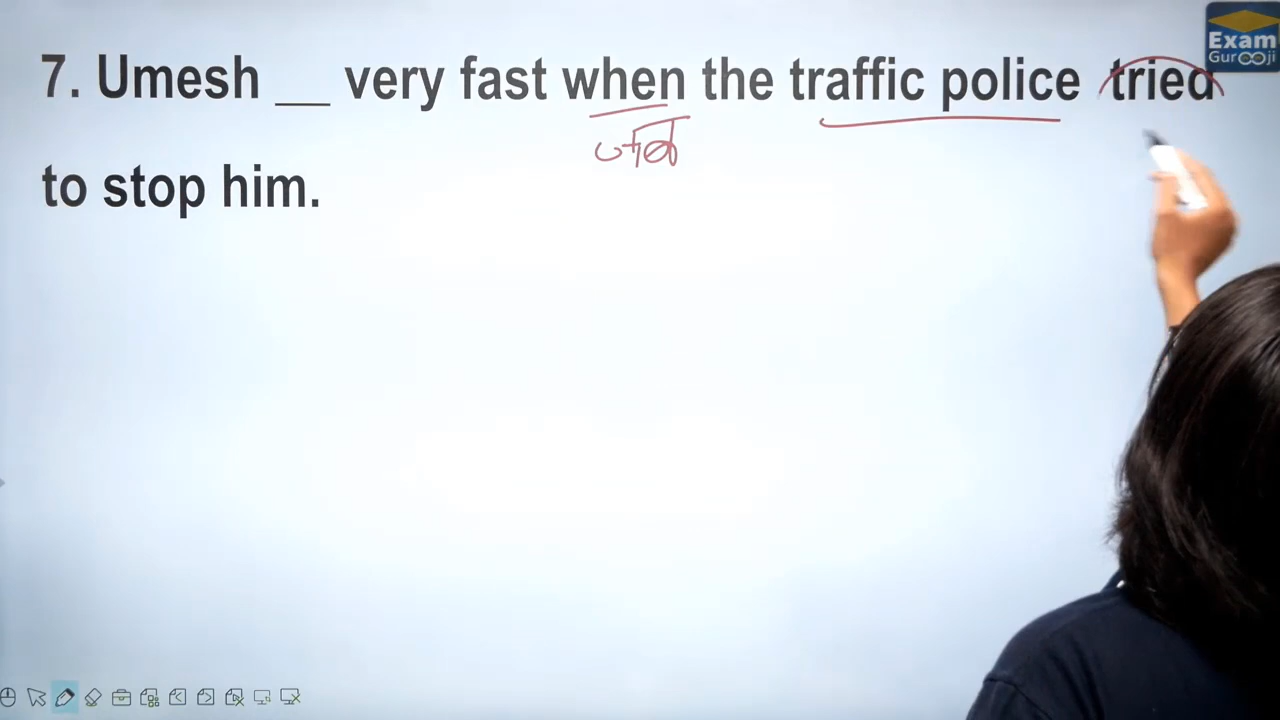 Exam
Gurooji
7. Umesh __ very fast when the traffic police tried
to stop him.